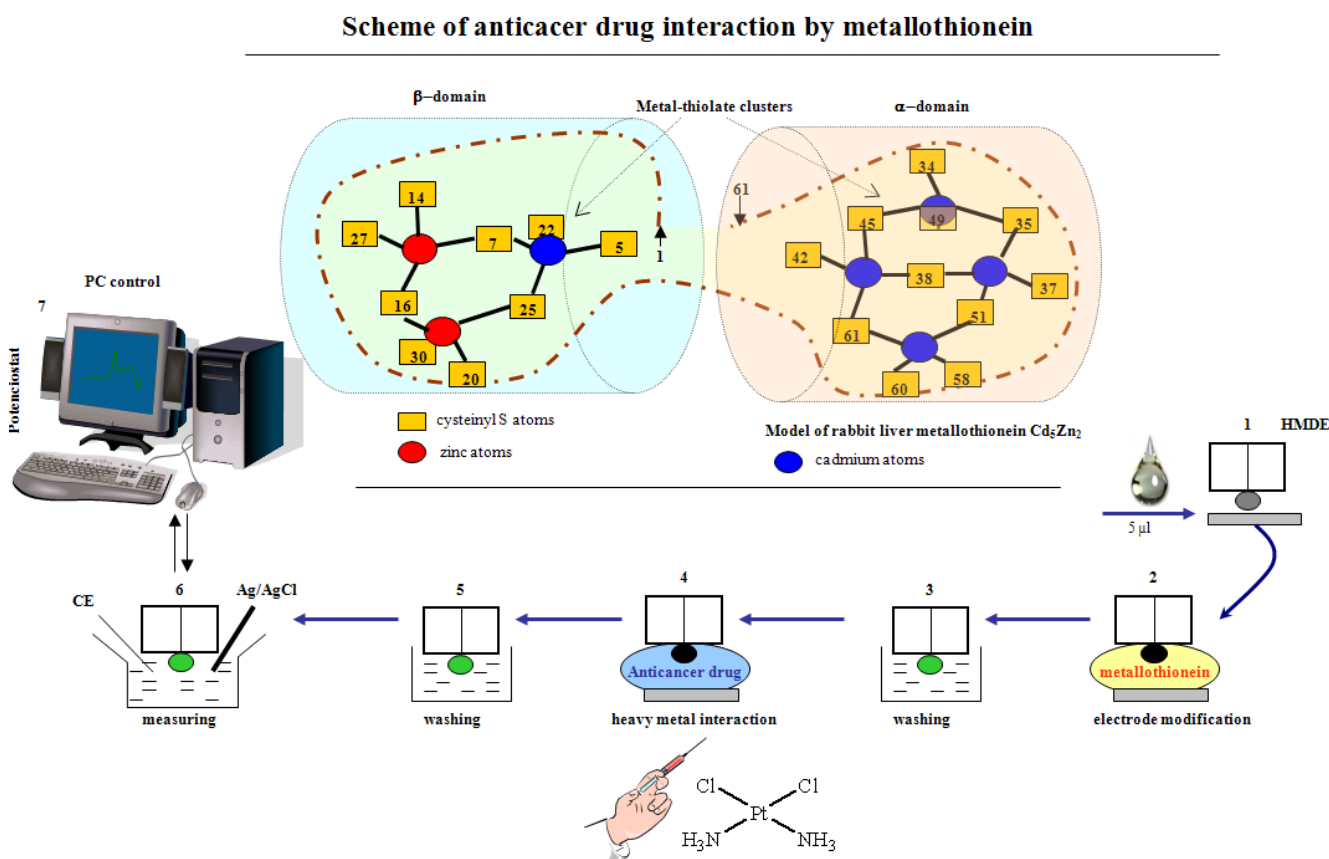 Scheme of anticacer drug interaction by metallothionein
β–domain
Metal-thiolate clusters
α–domain
34
61
14
45
49
35
22
27
7
5
1
42
38
37
16
25
51
61
30
20
60
58
PC control
7
Potenciostat
cysteinyl S atoms
zinc atoms
Model of rabbit liver metallothionein Cd₅Zn₂
cadmium atoms
1
HMDE
5 µl
6
Ag/AgCl
CE
measuring
5
washing
4
Anticancer drug
heavy metal interaction
3
washing
2
metallothionein
electrode modification
Cl
Cl
Pt
H₃N
NH₃